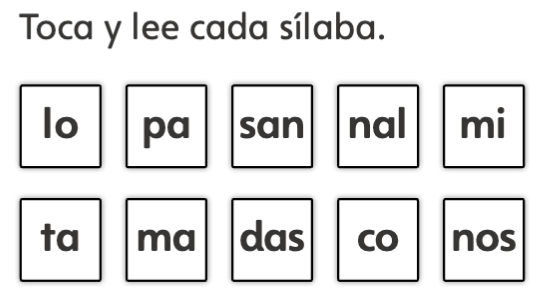 Toca y lee cada sílaba.
lo pa san nal mi
ta ma das co nos